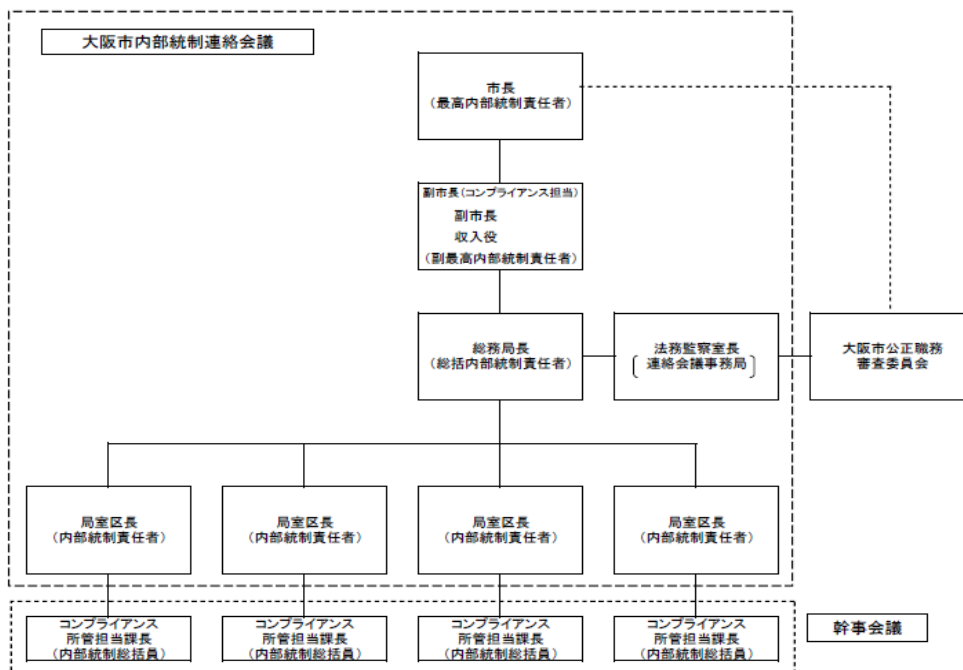 大阪市内部統制連絡会議
市長
(最高内部統制責任者)
副市長(コンプライアンス担当)
副市長
収入役
(副最高内部統制責任者)
総務局長
(総括内部統制責任者)
法務監察室長
連絡会議事務局
大阪市公正職務
審査委員会
局室区長
(内部統制責任者)
局室区長
(内部統制責任者)
局室区長
(内部統制責任者)
局室区長
(内部統制責任者)
コンプライアンス
所管担当課長
(内部統制総括員)
コンプライアンス
所管担当課長
(内部統制総括員)
コンプライアンス
所管担当課長
(内部統制総括員)
コンプライアンス
所管担当課長
(内部統制総括員)
幹事会議